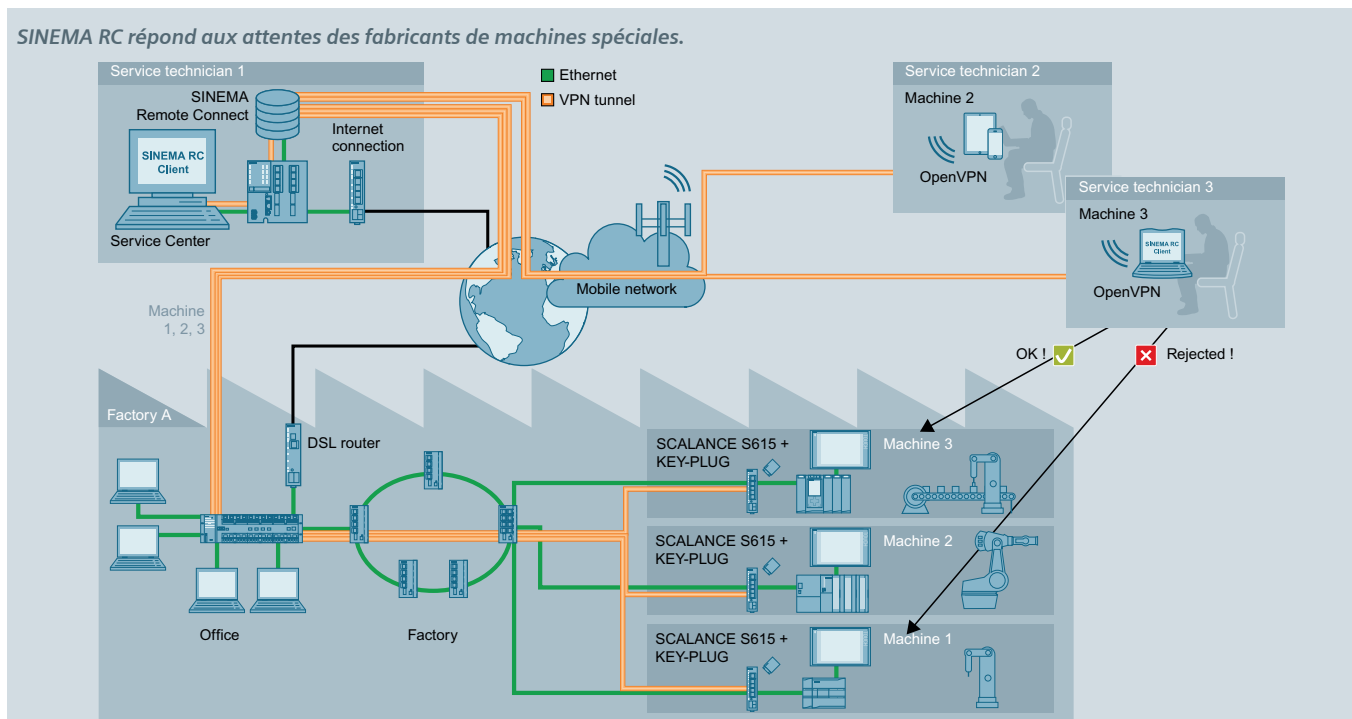 SINEMA RC répond aux attentes des fabricants de machines spéciales.
Service technician 1
SINEMA
Remote Connect
Internet
connection
SINEMA RC
Client
Service Center
Ethernet
VPN tunnel
Service technician 2
Machine 2
OpenVPN
Service technician 3
Machine 3
SINEMA RC
Client
OpenVPN
Mobile network
Machine
1, 2, 3
OK !
Rejected !
Factory A
DSL router
Office
Factory
SCALANCE S615 +
KEY-PLUG
Machine 3
SCALANCE S615 +
KEY-PLUG
Machine 2
SCALANCE S615 +
KEY-PLUG
Machine 1